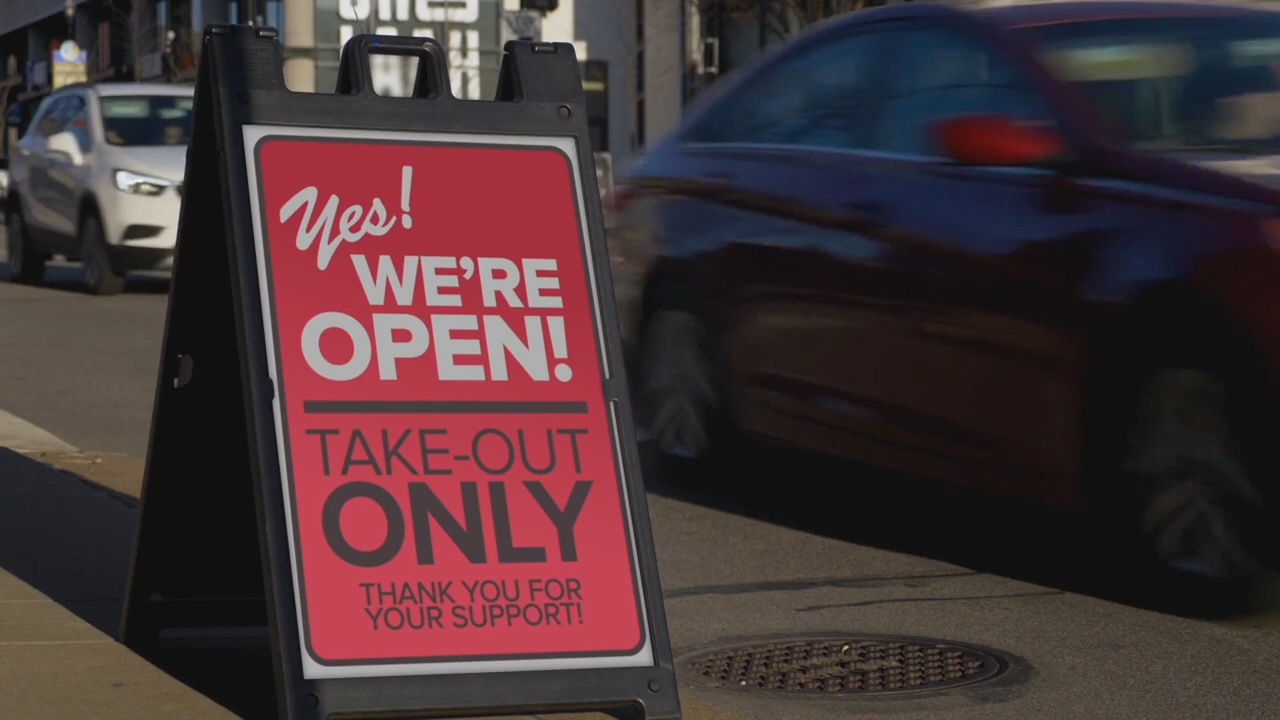 Yes!
WE'RE
OPEN!
TAKE-OUT
ONLY
THANK YOU FOR
YOUR SUPPORT!